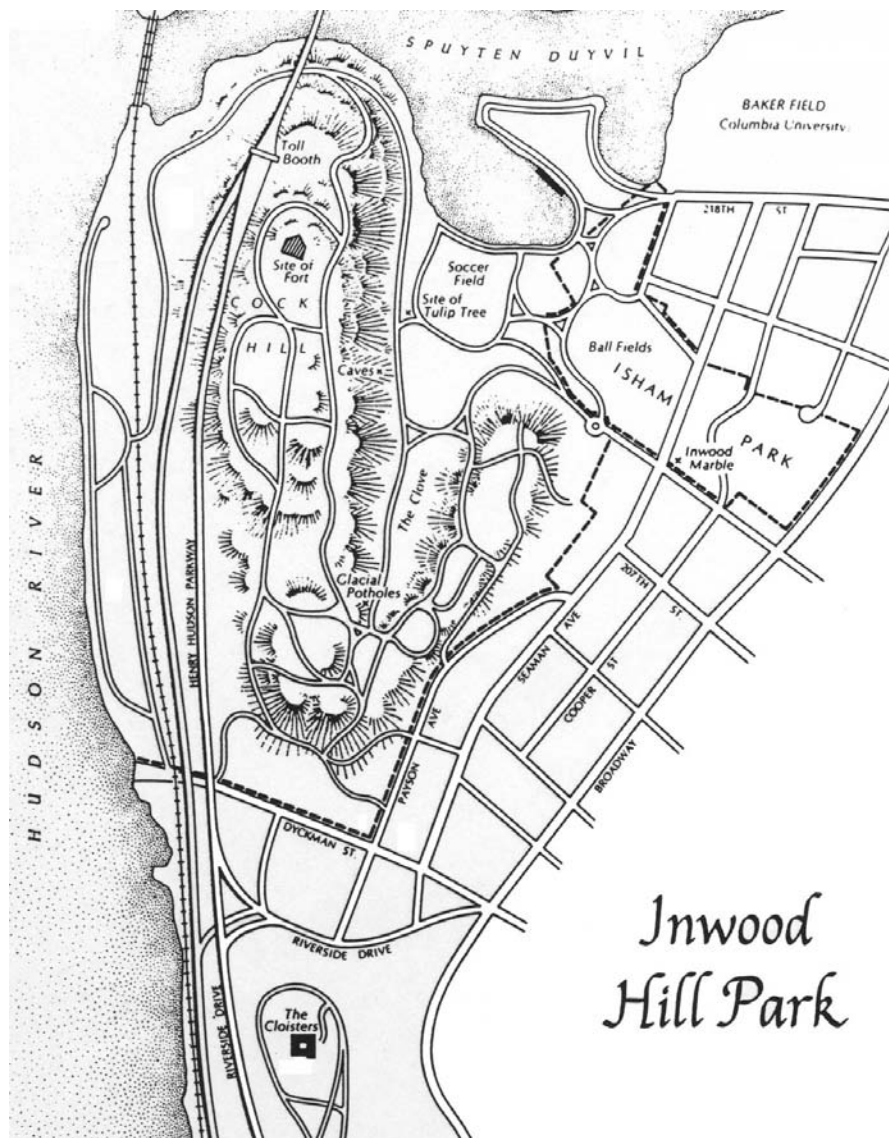 SPUYTEN DUYVIL
BAKER FIELD
Columbia University
Toll
Booth
218TH ST
Site of
Fort
Soccer
Field
COCK
Site of
Tulip Tree
HILL
Ball Fields
Caves
ISHAM
PARK
Inwood
Marble
The Clove
HUDSON RIVER
HENRY HUDSON PARKWAY
Glacial
Potholes
207TH ST.
SEAMAN AVE
COOPER ST
PAYSON AVE
BROADWAY
DYCKMAN ST.
RIVERSIDE DRIVE
Inwood
Hill Park
RIVERSIDE DRIVE
The
Cloisters